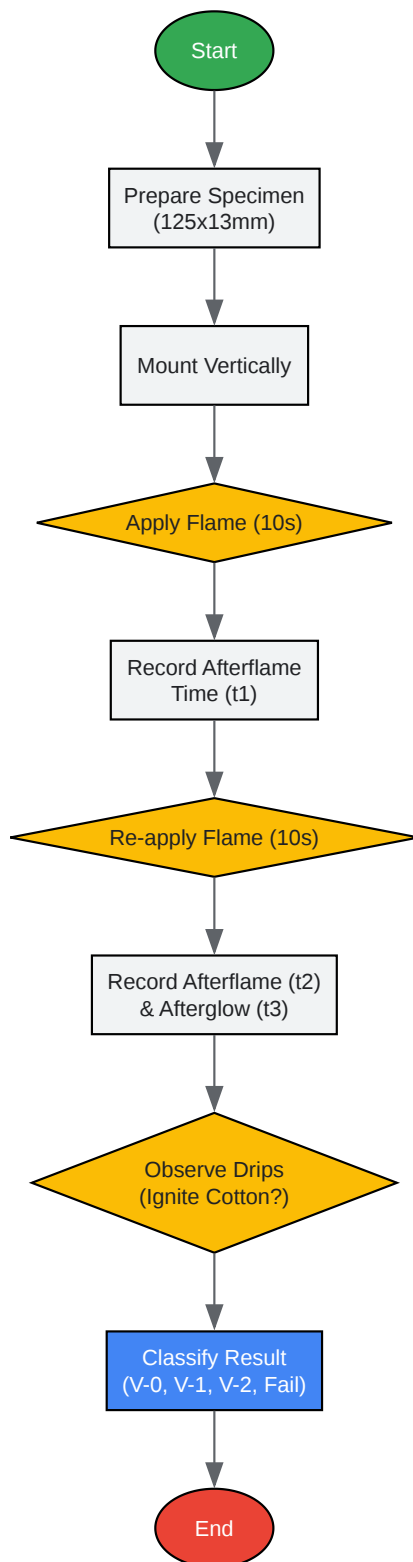 Start
Prepare Specimen
(125x13mm)
Mount Vertically
Apply Flame (10s)
Record Afterflame
Time (t1)
Re-apply Flame (10s)
Record Afterflame (t2)
& Afterglow (t3)
Observe Drips
(Ignite Cotton?)
Classify Result
(V-0, V-1, V-2, Fail)
End